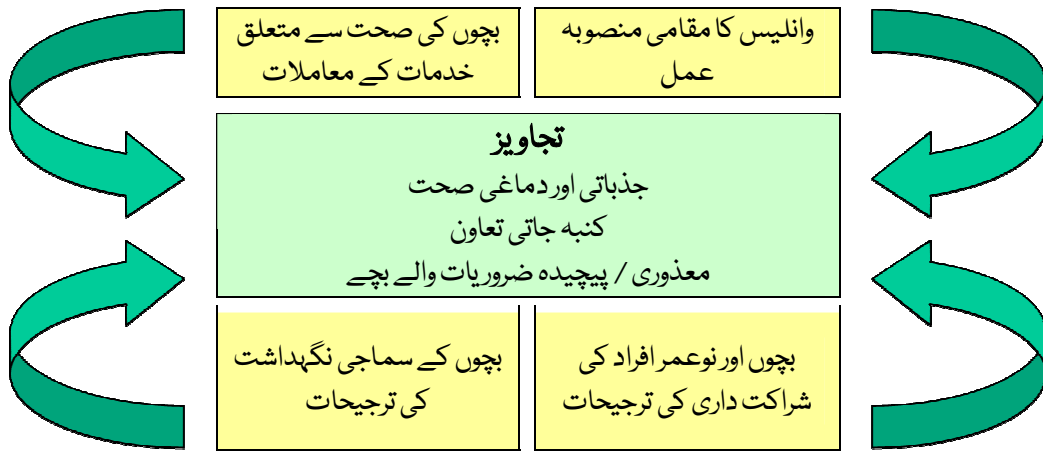 وانلیس کا مقامی منصوبہ
عمل
بچوں کی صحت سے متعلق
خدمات کے معاملات
تجاویز
جذباتی اور دماغی صحت
کنبہ جاتی تعاون
معذوری / پیچیدہ ضروریات والے بچے
بچوں اور نوعمر افراد کی
شراکت داری کی ترجیحات
بچوں کے سماجی نگہداشت
کی ترجیحات